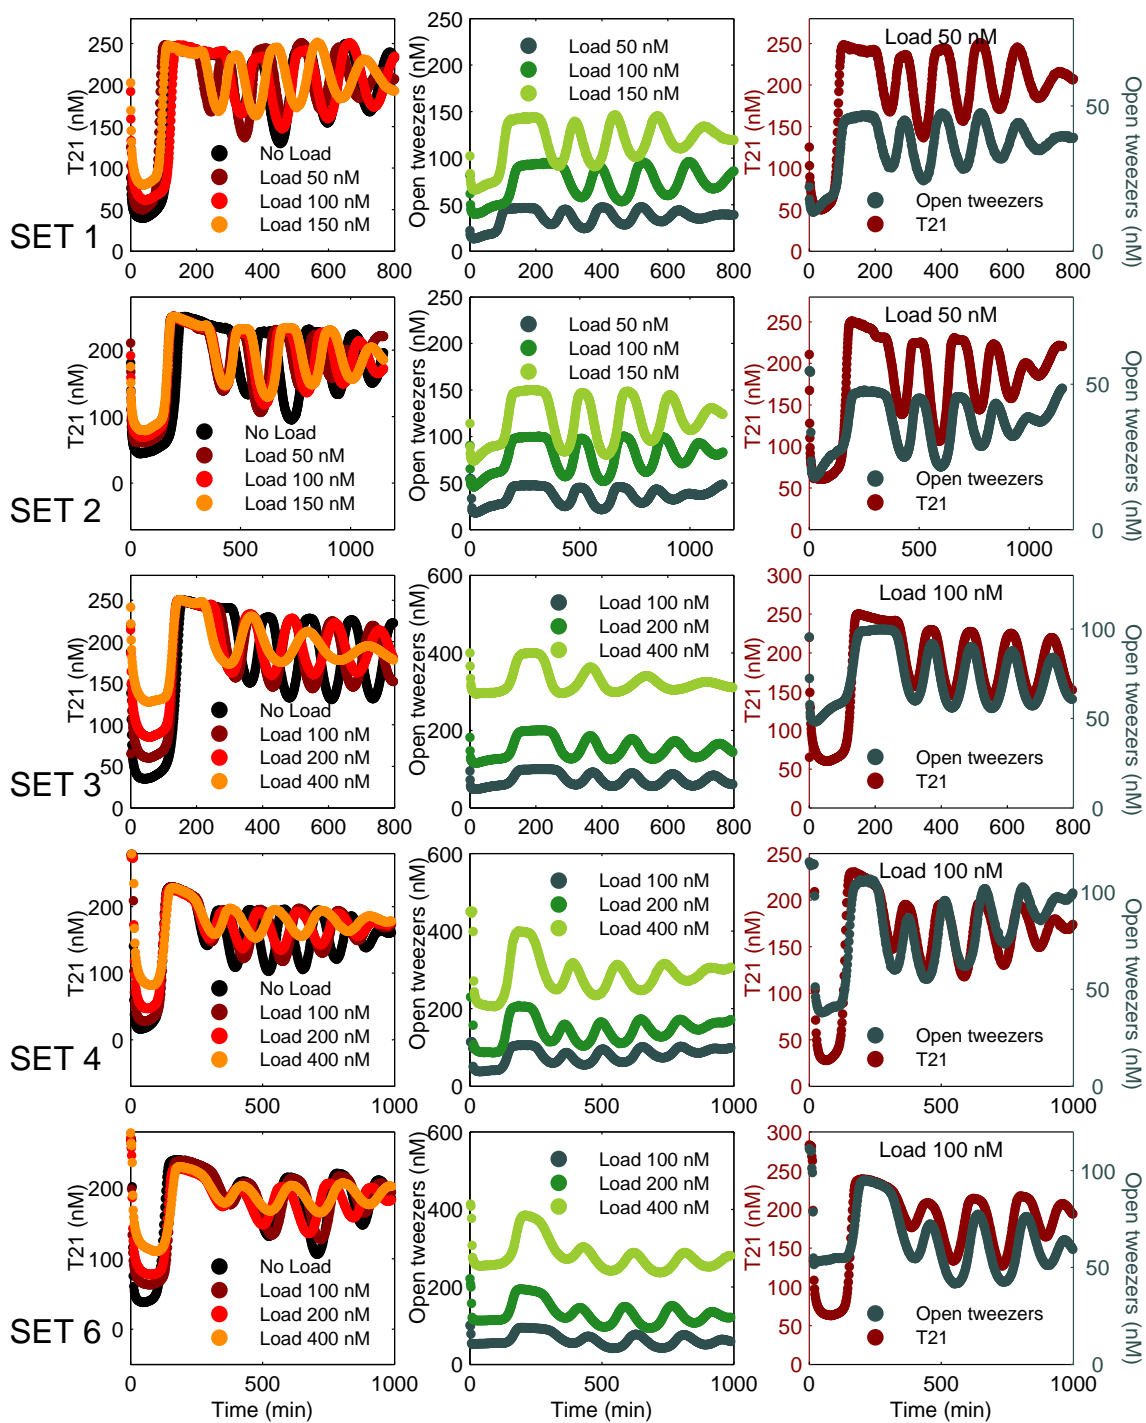 SET 1
T21 (nM)
250
200
150
100
50
0
No Load
Load 50 nM
Load 100 nM
Load 150 nM
0 200 400 600 800
Open tweezers (nM)
250
200
150
100
50
0
Load 50 nM
Load 100 nM
Load 150 nM
0 200 400 600 800
T21 (nM)
250
200
150
100
50
0
Load 50 nM
Open tweezers
T21
50
0
Open tweezers (nM)
0 200 400 600 800
SET 2
T21 (nM)
200
100
0
No Load
Load 50 nM
Load 100 nM
Load 150 nM
0 500 1000
Open tweezers (nM)
250
200
150
100
50
0
Load 50 nM
Load 100 nM
Load 150 nM
0 500 1000
T21 (nM)
250
200
150
100
50
0
Load 50 nM
Open tweezers
T21
50
0
Open tweezers (nM)
0 500 1000
SET 3
T21 (nM)
250
200
150
100
50
0
No Load
Load 100 nM
Load 200 nM
Load 400 nM
0 200 400 600 800
Open tweezers (nM)
600
400
200
0
Load 100 nM
Load 200 nM
Load 400 nM
0 200 400 600 800
T21 (nM)
300
250
200
150
100
50
0
Load 100 nM
Open tweezers
T21
100
50
0
Open tweezers (nM)
0 200 400 600 800
SET 4
T21 (nM)
200
100
0
No Load
Load 100 nM
Load 200 nM
Load 400 nM
0 500 1000
Open tweezers (nM)
600
400
200
0
Load 100 nM
Load 200 nM
Load 400 nM
0 500 1000
T21 (nM)
250
200
150
100
50
0
Load 100 nM
Open tweezers
T21
100
50
0
Open tweezers (nM)
0 500 1000
SET 6
T21 (nM)
200
100
0
No Load
Load 100 nM
Load 200 nM
Load 400 nM
0 500 1000
Time (min)
Open tweezers (nM)
600
400
200
0
Load 100 nM
Load 200 nM
Load 400 nM
0 500 1000
Time (min)
T21 (nM)
300
250
200
150
100
50
0
Load 100 nM
Open tweezers
T21
100
50
0
Open tweezers (nM)
0 500 1000
Time (min)